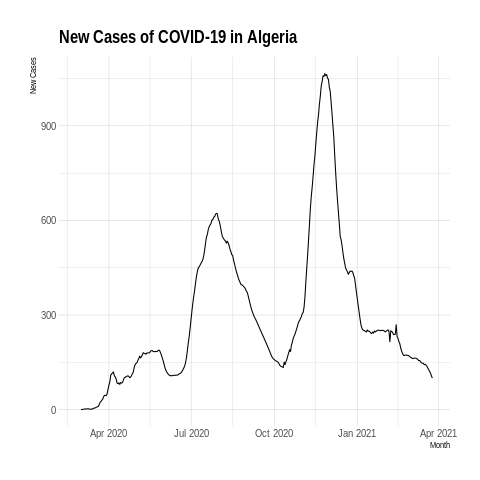 New Cases of COVID-19 in Algeria
New Cases
900
600
300
0
Apr 2020 Jul 2020 Oct 2020 Jan 2021 Apr 2021
Month